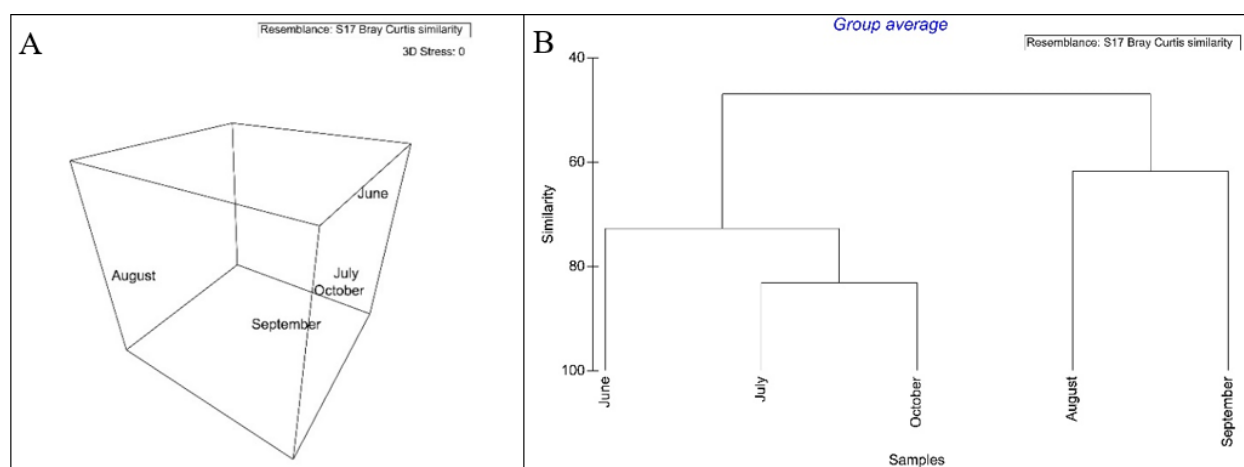 A
Resemblance: S17 Bray Curtis similarity
3D Stress: 0
June
August
July
October
September
B
Group average
Resemblance: S17 Bray Curtis similarity
40
60
80
100
Similarity
June
July
October
August
September
Samples